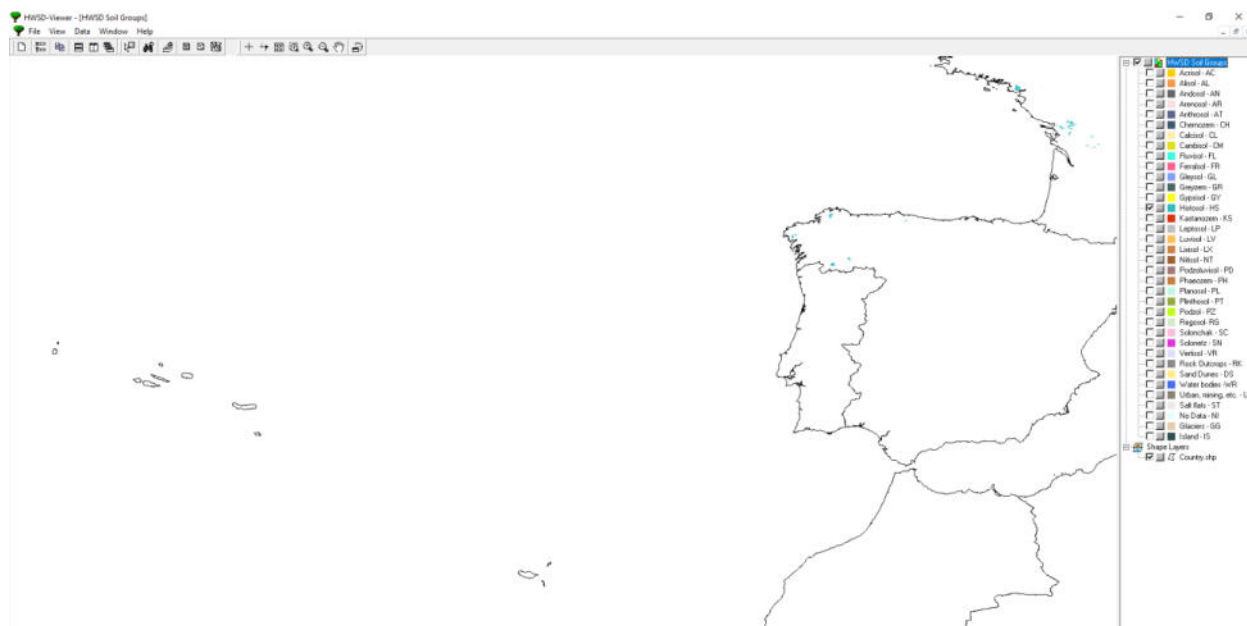 HWSD-Viewer - [HWSD Soil Groups]
File View Data Window Help
HWSD Soil Groups
Acrisol - AC
Alisol - AL
Andosol - AN
Arenosol - AR
Anthrosol - AT
Chernozem - CH
Calcisol - CL
Cambisol - CM
Fluvisol - FL
Ferralsol - FR
Gleysol - GL
Greyzem - GR
Gypsisol - GY
Histosol - HS
Kastanozem - KS
Leptosol - LP
Luvisol - LV
Lixisol - LX
Nitisol - NT
Podzoluvisol - PD
Phaeozem - PH
Planosol - PL
Plinthosol - PT
Podzol - PZ
Regosol - RG
Solonchak - SC
Solonetz - SN
Vertisol - VR
Rock Outcrops - RK
Sand Dunes - DS
Water bodies -WR
Urban, mining, etc. - U
Salt flats - ST
No Data - NI
Glaciers - GG
Island - IS
Shape Layers
Country.shp